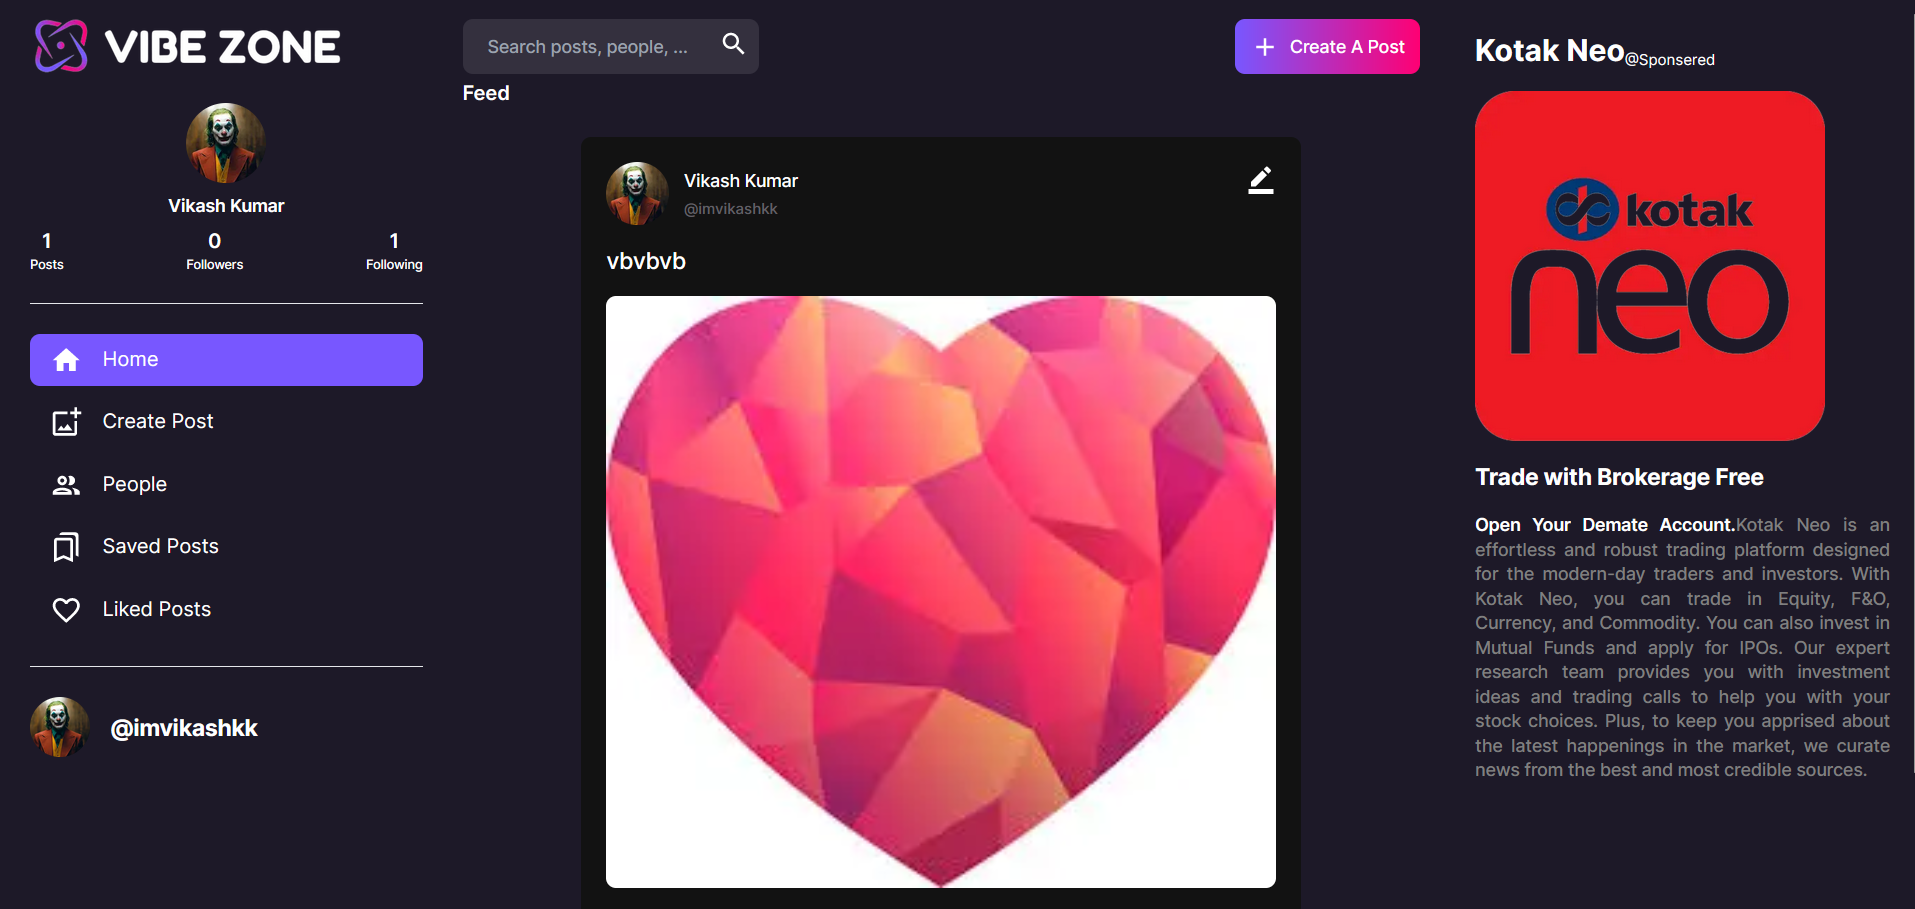 VIBE ZONE
Vikash Kumar
1 0 1
Posts Followers Following
Home
Create Post
People
Saved Posts
Liked Posts
@imvikashkk
Search posts, people, ...
Create A Post
Feed
Vikash Kumar
@imvikashkk
vbvbvb
Kotak Neo@Sponsered
kotak
neo
Trade with Brokerage Free
Open Your Demate Account.Kotak Neo is an
effortless and robust trading platform designed
for the modern-day traders and investors. With
Kotak Neo, you can trade in Equity, F&O,
Currency, and Commodity. You can also invest in
Mutual Funds and apply for IPOs. Our expert
research team provides you with investment
ideas and trading calls to help you with your
stock choices. Plus, to keep you apprised about
the latest happenings in the market, we curate
news from the best and most credible sources.